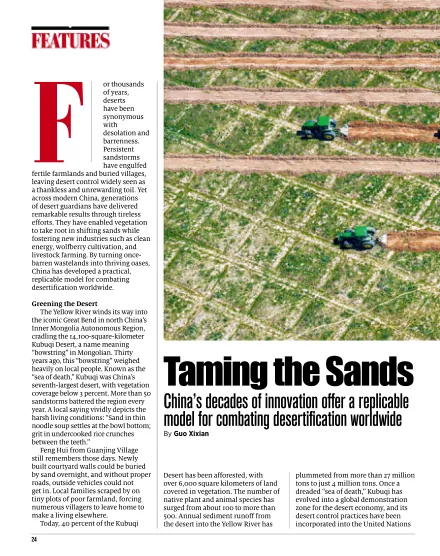 FEATURES
For thousands
of years,
deserts
have been
synonymous
with
desolation and
barrenness.
Persistent
sandstorms
have engulfed
fertile farmlands and buried villages,
leaving desert control widely seen as
a thankless and unrewarding toil. Yet
across modern China, generations
of desert guardians have delivered
remarkable results through tireless
efforts. They have enabled vegetation
to take root in shifting sands while
fostering new industries such as clean
energy, wolfberry cultivation, and
livestock farming. By turning once-
barren wastelands into thriving oases,
China has developed a practical,
replicable model for combating
desertification worldwide.
Greening the Desert
The Yellow River winds its way into
the iconic Great Bend in north China's
Inner Mongolia Autonomous Region,
cradling the 14,100-square-kilometer
Kubuqi Desert, a name meaning
"bowstring" in Mongolian. Thirty
years ago, this "bowstring" weighed
heavily on local people. Known as the
"sea of death," Kubuqi was China's
seventh-largest desert, with vegetation
coverage below 3 percent. More than 50
sandstorms battered the region every
year. A local saying vividly depicts the
harsh living conditions: "Sand in thin
noodle soup settles at the bowl bottom;
grit in undercooked rice crunches
between the teeth."
Feng Hui from Guanjing Village
still remembers those days. Newly
built courtyard walls could be buried
by sand overnight, and without proper
roads, outside vehicles could not
get in. Local families scraped by on
tiny plots of poor farmland, forcing
numerous villagers to leave home to
make a living elsewhere.
Today, 40 percent of the Kubuqi
Taming the Sands
China's decades of innovation offer a replicable
model for combating desertification worldwide
By Guo Xixian
Desert has been afforested, with
over 6,000 square kilometers of land
covered in vegetation. The number of
native plant and animal species has
surged from about 100 to more than
500. Annual sediment runoff from
the desert into the Yellow River has
plummeted from more than 27 million
tons to just 4 million tons. Once a
dreaded "sea of death," Kubuqi has
evolved into a global demonstration
zone for the desert economy, and its
desert control practices have been
incorporated into the United Nations
24